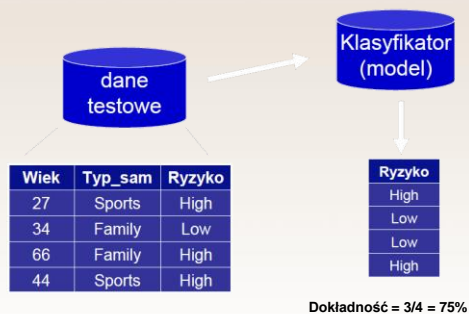 dane
testowe
Klasyfikator
(model)
Wiek Typ_sam Ryzyko
27 Sports High
34 Family Low
66 Family High
44 Sports High
Ryzyko
High
Low
Low
High
Dokładność = 3/4 = 75%